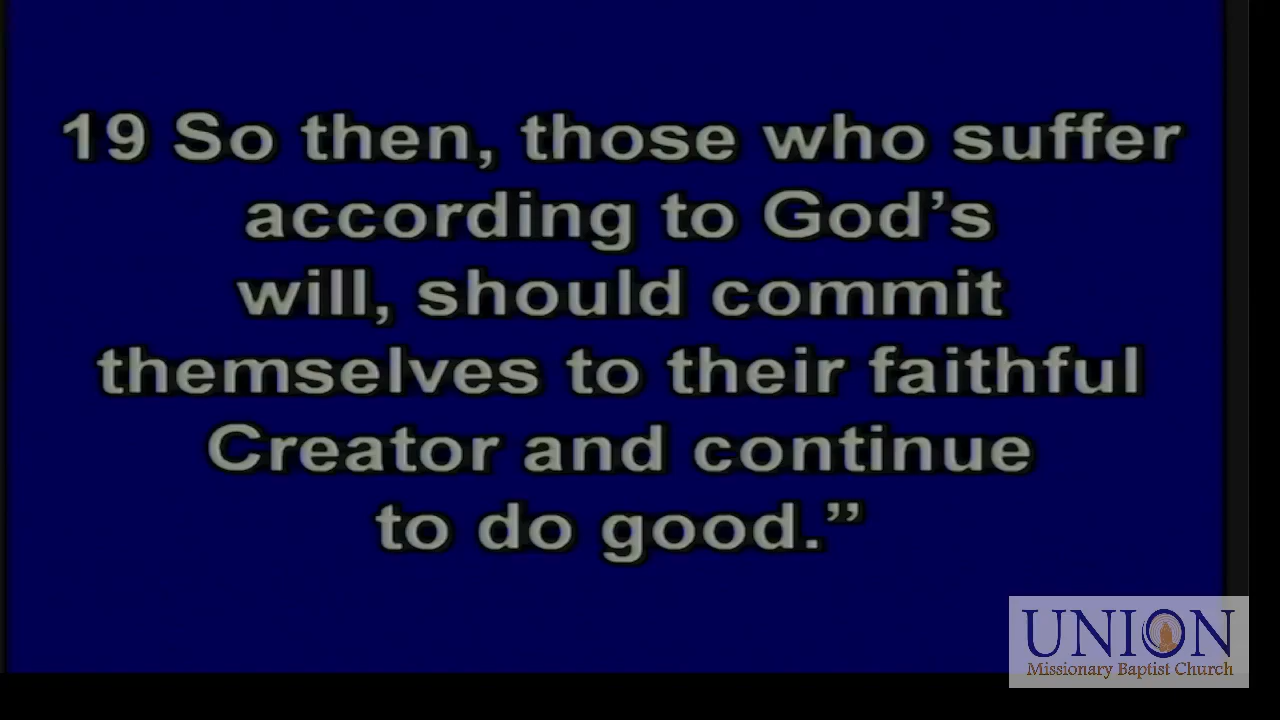 19 So then, those who suffer
according to God’s
will, should commit
themselves to their faithful
Creator and continue
to do good.”
UNION
Missionary Baptist Church